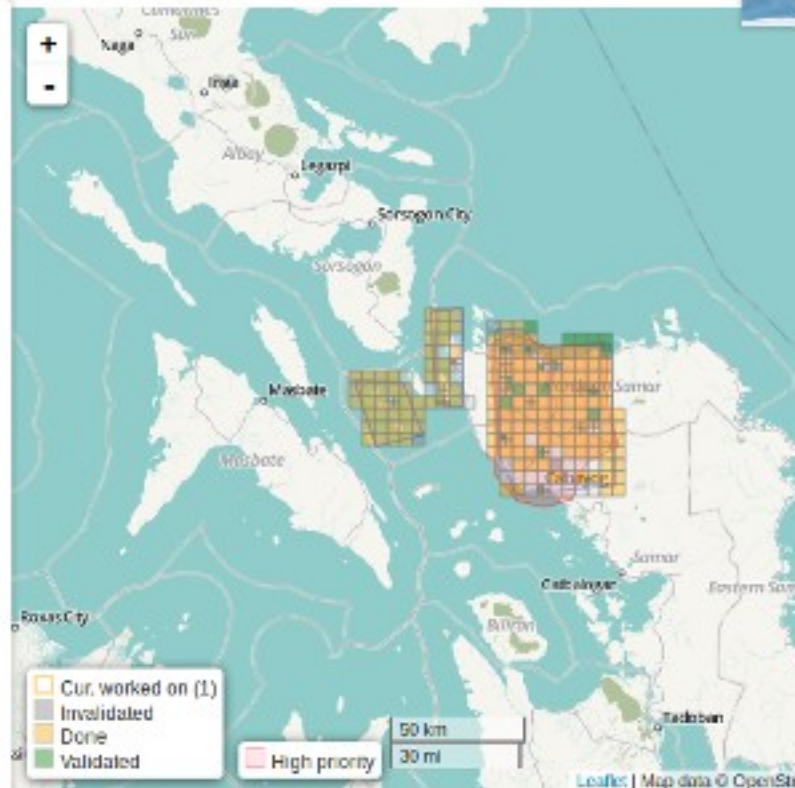 +
-
Naga
Iriga
Albay
Legazpi
Sorsogon City
Sorsogon
Masbate
Masbate
Samar
Samar
Catbalogan
Eastern Sam
Roxas City
Biliran
Tacloban
Cur. worked on (1)
Invalidated
Done
Validated
High priority
50 km
30 mi
Leaflet | Map data © OpenStr